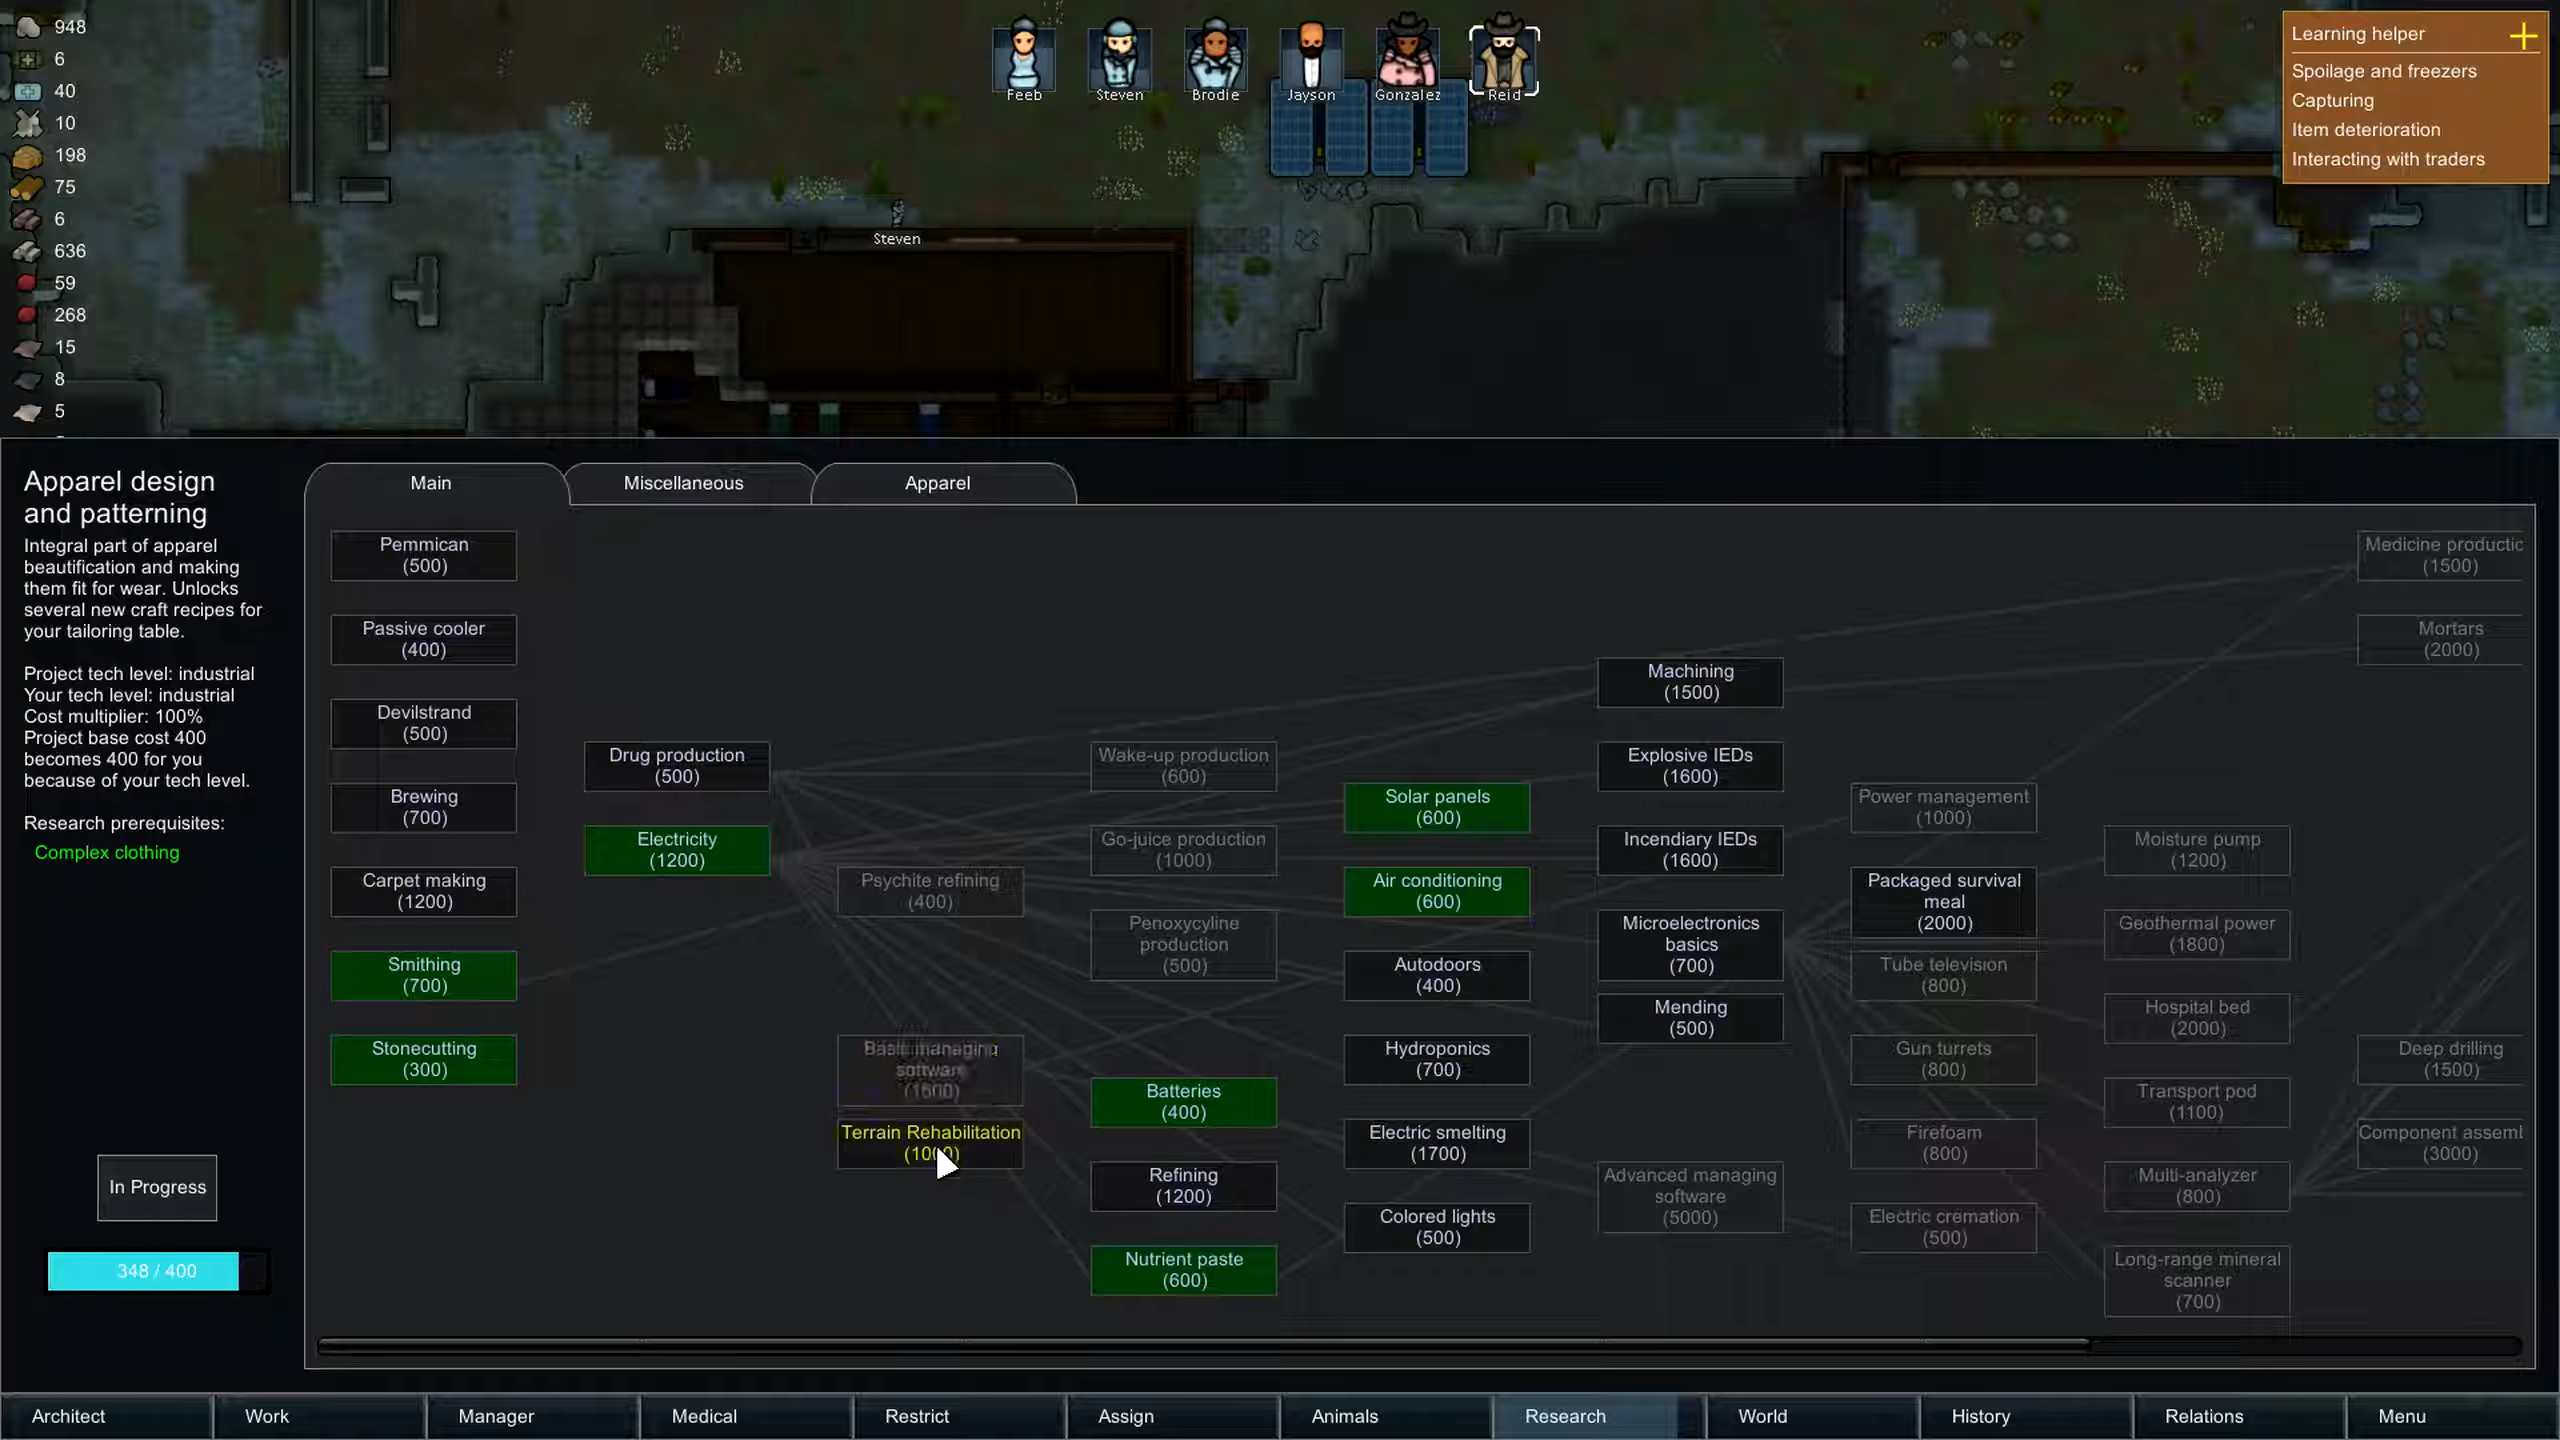 948
6
40
10
198
75
6
636
59
268
15
8
5
Feeb
Steven
Brodie
Jayson
Gonzalez
Reid
Steven
Learning helper
Spoilage and freezers
Capturing
Item deterioration
Interacting with traders
Apparel design
and patterning
Integral part of apparel
beautification and making
them fit for wear. Unlocks
several new craft recipes for
your tailoring table.
Project tech level: industrial
Your tech level: industrial
Cost multiplier: 100%
Project base cost 400
becomes 400 for you
because of your tech level.
Research prerequisites:
Complex clothing
In Progress
348 / 400
Main
Miscellaneous
Apparel
Pemmican
(500)
Passive cooler
(400)
Devilstrand
(500)
Brewing
(700)
Carpet making
(1200)
Smithing
(700)
Stonecutting
(300)
Drug production
(500)
Electricity
(1200)
Psychite refining
(400)
Basic managing
software
(1600)
Terrain Rehabilitation
(1000)
Wake-up production
(600)
Go-juice production
(1000)
Penoxycyline
production
(500)
Batteries
(400)
Refining
(1200)
Nutrient paste
(600)
Solar panels
(600)
Air conditioning
(600)
Autodoors
(400)
Hydroponics
(700)
Electric smelting
(1700)
Colored lights
(500)
Machining
(1500)
Explosive IEDs
(1600)
Incendiary IEDs
(1600)
Microelectronics
basics
(700)
Mending
(500)
Advanced managing
software
(5000)
Power management
(1000)
Packaged survival
meal
(2000)
Tube television
(800)
Gun turrets
(800)
Firefoam
(800)
Electric cremation
(500)
Moisture pump
(1200)
Geothermal power
(1800)
Hospital bed
(2000)
Transport pod
(1100)
Multi-analyzer
(800)
Long-range mineral
scanner
(700)
Medicine productic
(1500)
Mortars
(2000)
Deep drilling
(1500)
Component assembl
(3000)
Architect
Work
Manager
Medical
Restrict
Assign
Animals
Research
World
History
Relations
Menu